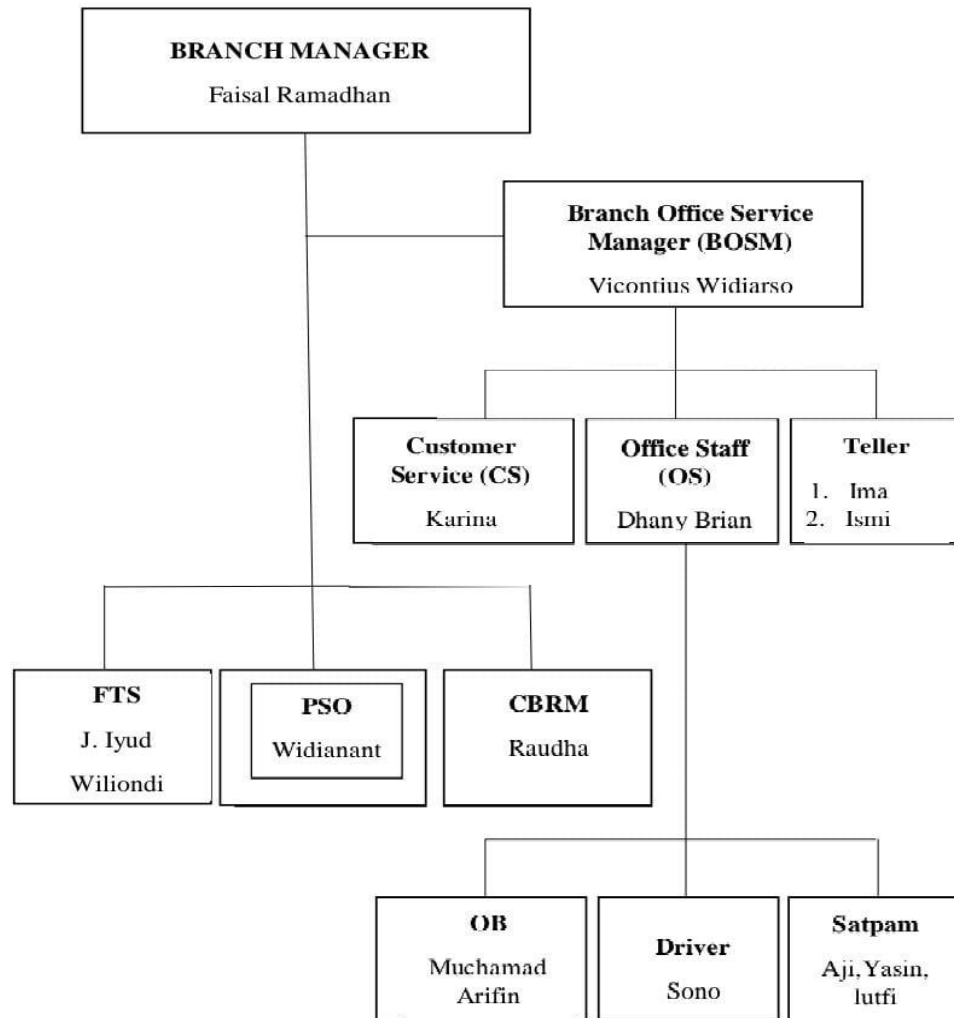 BRANCH MANAGER
Faisal Ramadhan
Branch Office Service
Manager (BOSM)
Vicontius Widiarso
Customer
Service (CS)
Karina
Office Staff
(OS)
Dhany Brian
Teller
1. Ima
2. Ismi
FTS
J. Iyud
Wiliondi
PSO
Widianant
CBRM
Raudha
OB
Muchamad
Arifin
Driver
Sono
Satpam
Aji,Yasin,
lutfi